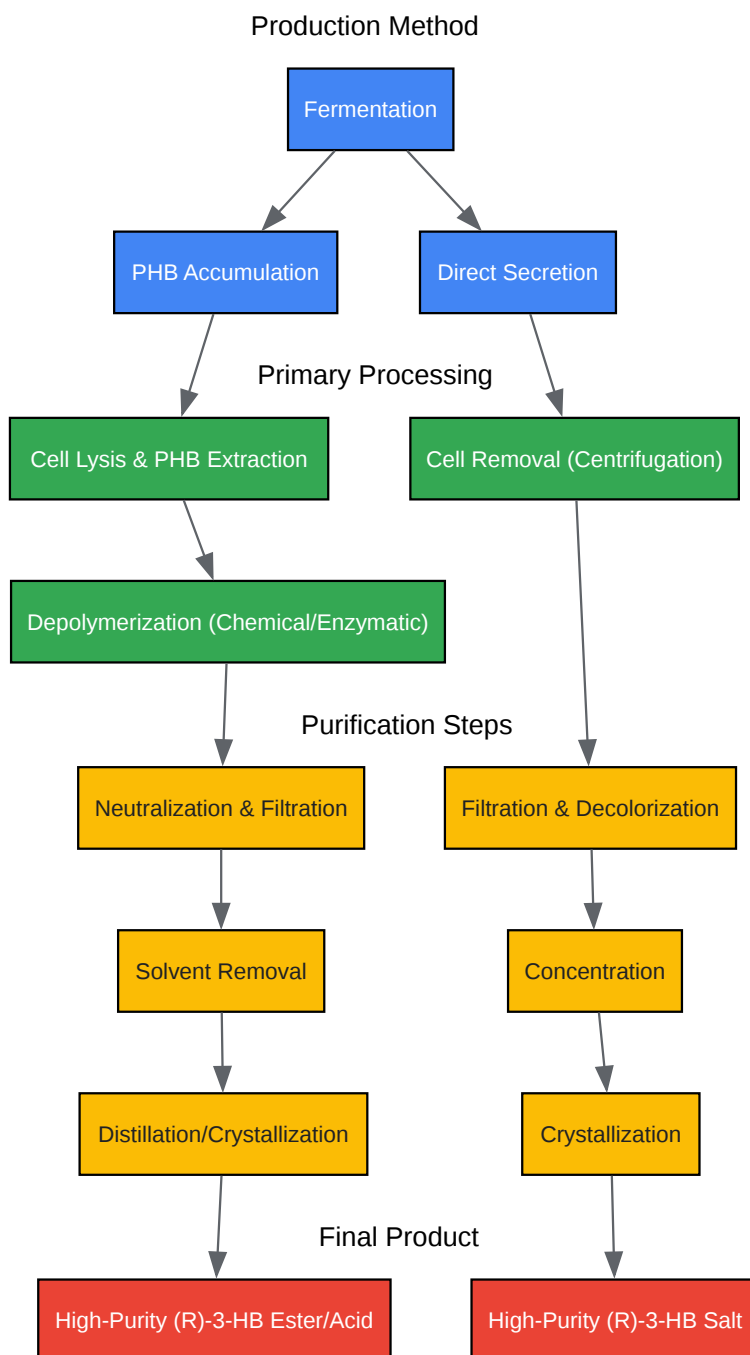 Production Method
Fermentation
PHB Accumulation
Direct Secretion
Primary Processing
Cell Lysis & PHB Extraction
Cell Removal (Centrifugation)
Depolymerization (Chemical/Enzymatic)
Purification Steps
Neutralization & Filtration
Filtration & Decolorization
Solvent Removal
Concentration
Distillation/Crystallization
Crystallization
Final Product
High-Purity (R)-3-HB Ester/Acid
High-Purity (R)-3-HB Salt